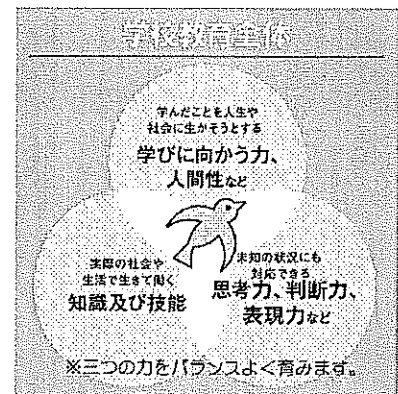 学校教育全体
学んだことを人生や
社会に生かそうとする
学びに向かう力、
人間性など
実際の社会や
生活で生きて働く
知識及び技能
未知の状況にも
対応できる
思考力、判断力、
表現力など
※三つの力をバランスよく育みます。